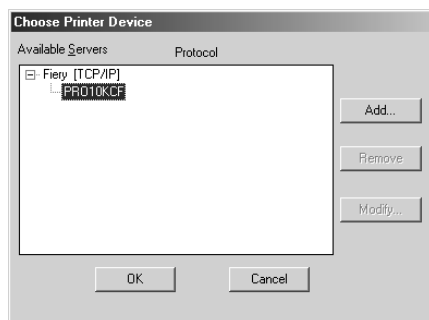 Choose Printer Device
Available Servers Protocol
Fiery [TCP/IP]
PRO10KCF
Add...
Remove
Modify...
OK Cancel